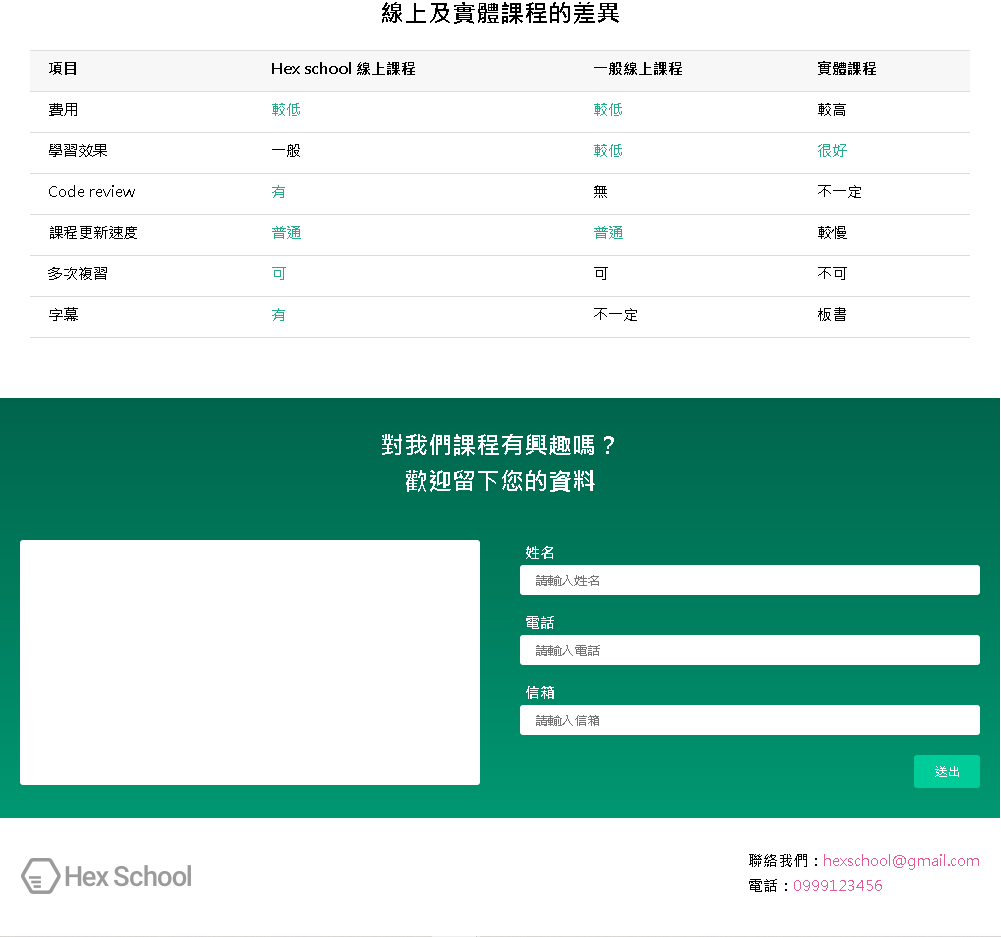 線上及實體課程的差異
項目 Hex school 線上課程 一般線上課程 實體課程
費用 較低 較低 較高
學習效果 一般 較低 很好
Code review 有 無 不一定
課程更新速度 普通 普通 較慢
多次複習 可 可 不可
字幕 有 不一定 板書
對我們課程有興趣嗎？
歡迎留下您的資料
姓名
請輸入姓名
電話
請輸入電話
信箱
請輸入信箱
送出
Hex School
聯絡我們：hexschool@gmail.com
電話：0999123456